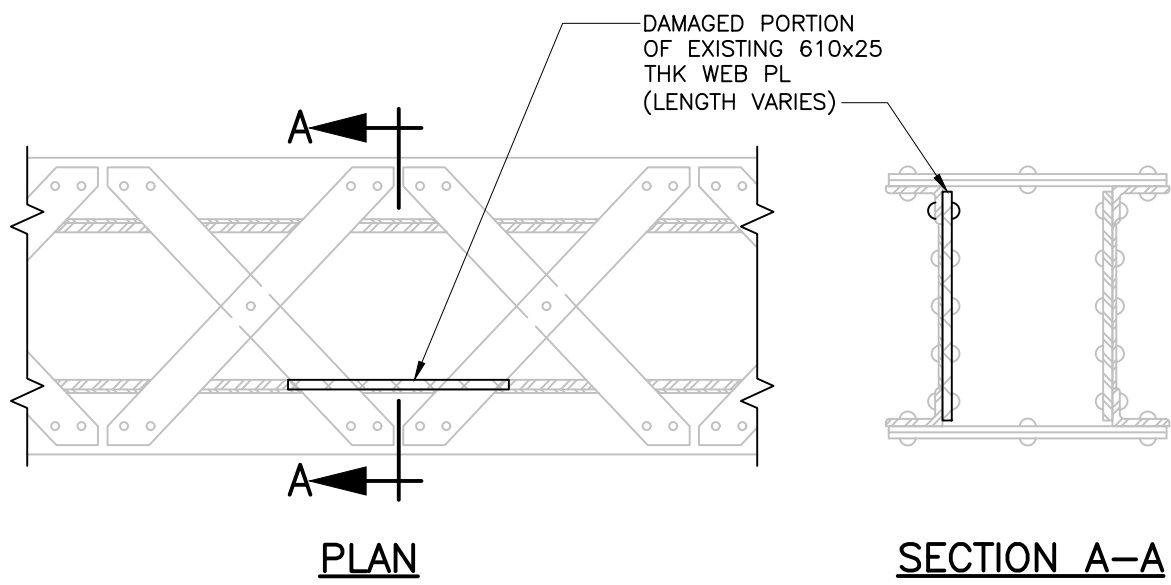 DAMAGED PORTION
OF EXISTING 610x25
THK WEB PL
(LENGTH VARIES)
A
A
PLAN
SECTION A-A